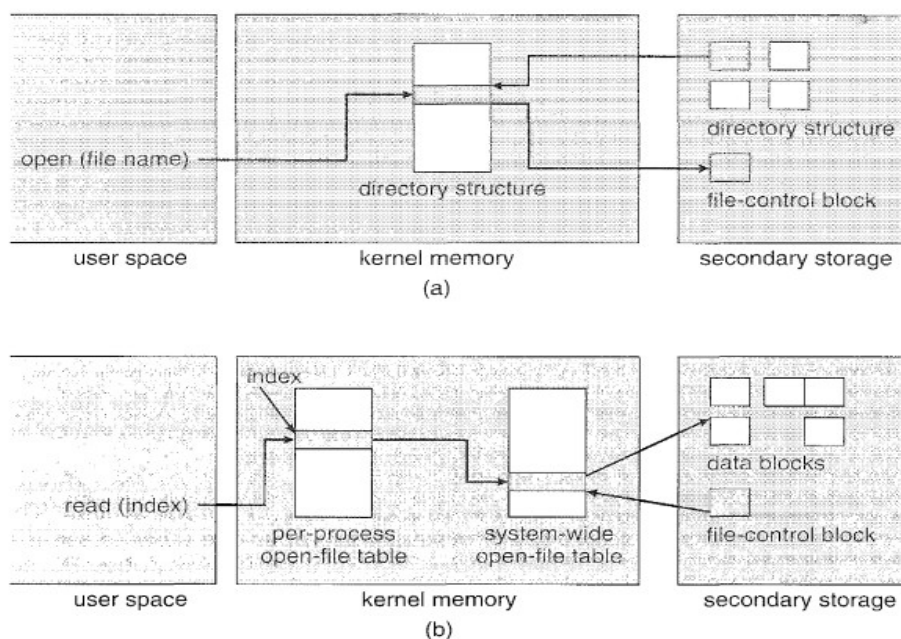 open (file name)
directory structure
directory structure
file-control block
user space
kernel memory
secondary storage
(a)
index
read (index)
per-process
open-file table
system-wide
open-file table
data blocks
file-control block
user space
kernel memory
secondary storage
(b)